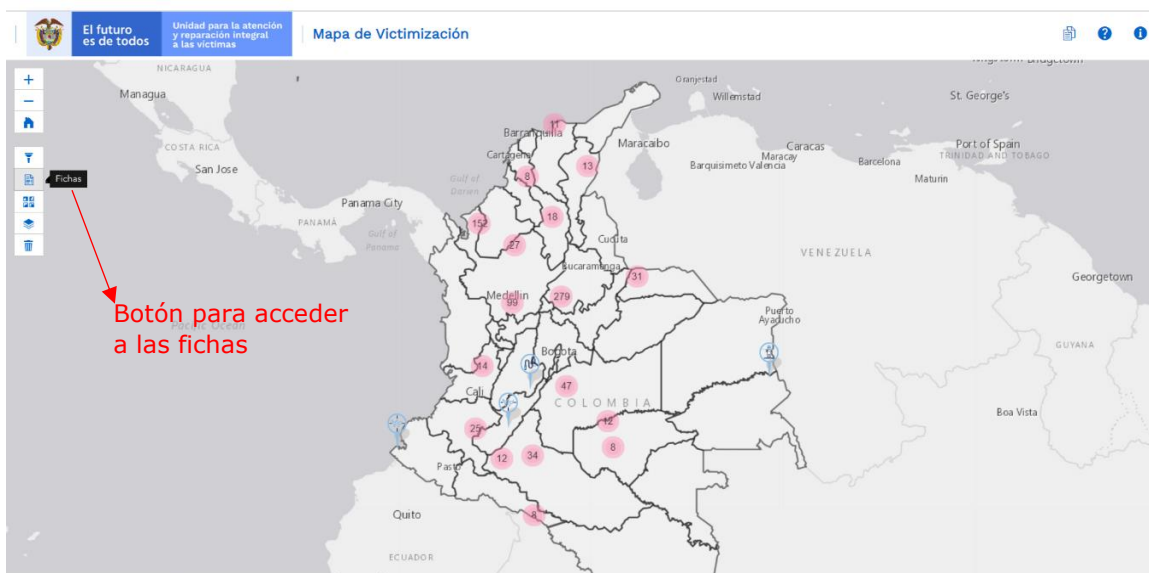 El futuro
es de todos
Unidad para la atención
y reparación integral
a las víctimas
Mapa de Victimización
NICARAGUA
Managua
Oranjestad
Willemstad
St. George's
COSTA RICA
San Jose
Barranquilla
11
Maracaibo
Caracas
Maracay
Port of Spain
TRINIDAD AND TOBAGO
Cartagena
8
13
Barquisimeto
Valencia
Barcelona
Maturin
Fichas
Gulf of
Darien
Panama City
PANAMÁ
Gulf of
Panama
152
18
27
Cucuta
VENEZUELA
Bucaramanga
31
Georgetown
Medellin
99
279
Puerto
Ayacucho
Botón para acceder
a las fichas
Pacific Ocean
GUYANA
14
Bogota
Cali
47
COLOMBIA
Boa Vista
25
12
8
12
34
Pasto
Quito
8
ECUADOR